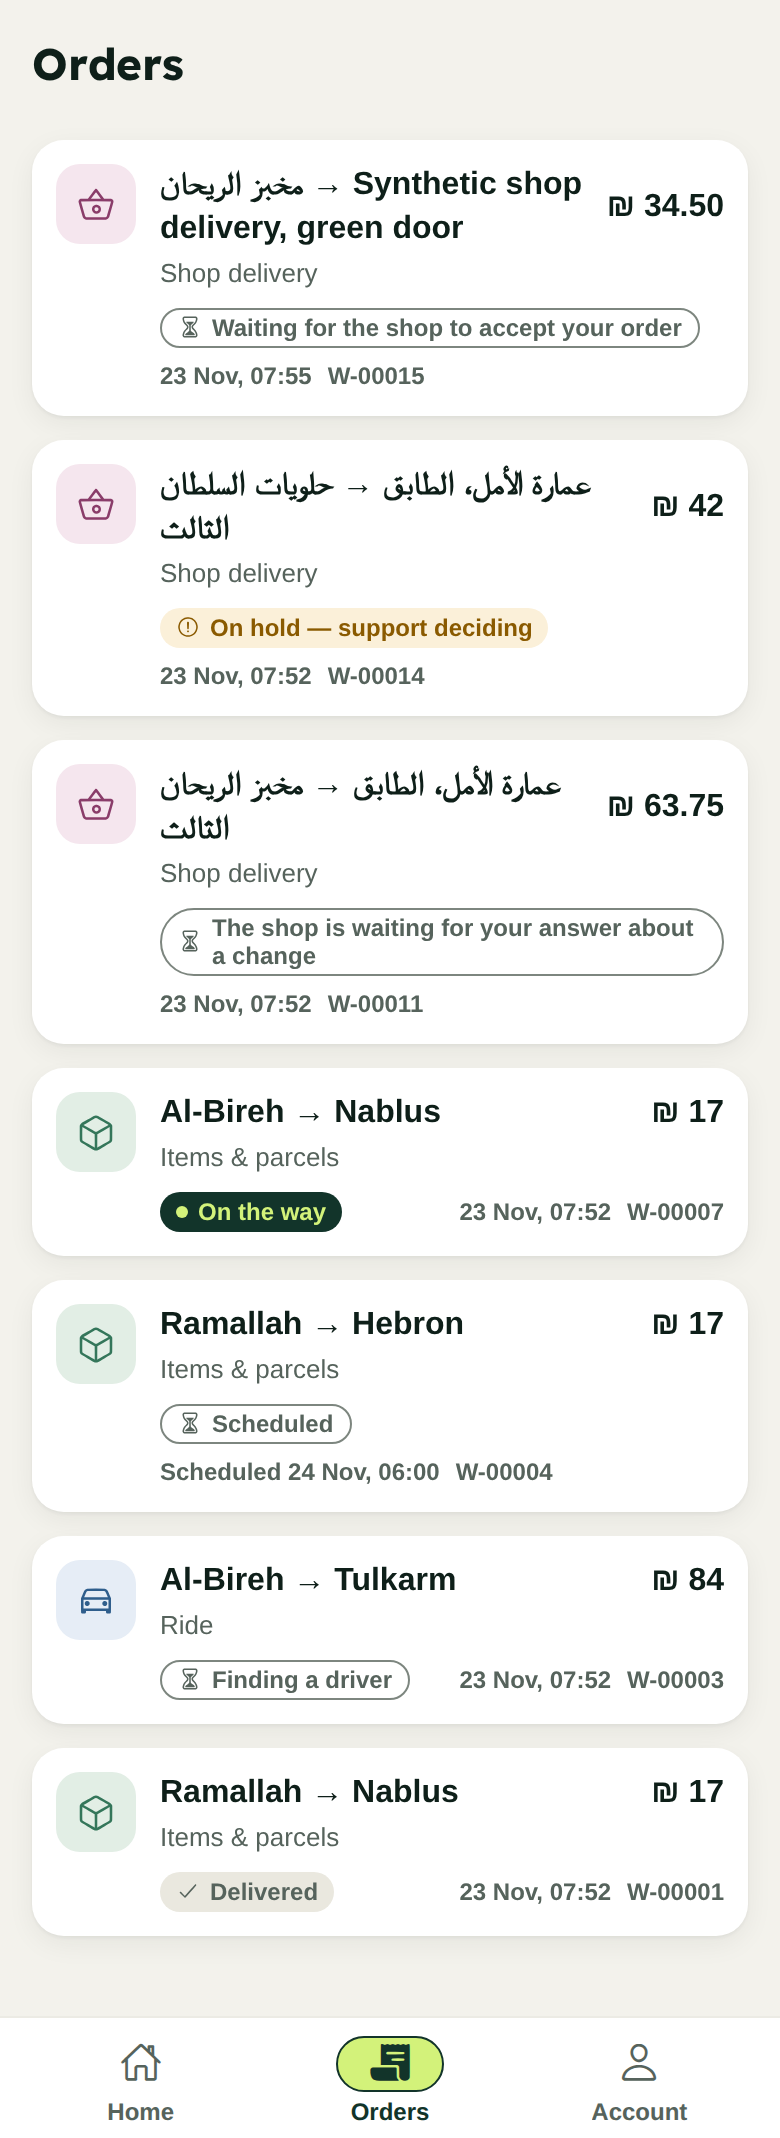 Orders
مخبز الريحان → Synthetic shop
delivery, green door
₪ 34.50
Shop delivery
Waiting for the shop to accept your order
23 Nov, 07:55 W-00015
حلويات السلطان → عمارة الأمل، الطابق
الثالث
₪ 42
Shop delivery
On hold — support deciding
23 Nov, 07:52 W-00014
مخبز الريحان → عمارة الأمل، الطابق
الثالث
₪ 63.75
Shop delivery
The shop is waiting for your answer about
a change
23 Nov, 07:52 W-00011
Al-Bireh → Nablus
₪ 17
Items & parcels
On the way
23 Nov, 07:52 W-00007
Ramallah → Hebron
₪ 17
Items & parcels
Scheduled
Scheduled 24 Nov, 06:00 W-00004
Al-Bireh → Tulkarm
₪ 84
Ride
Finding a driver
23 Nov, 07:52 W-00003
Ramallah → Nablus
₪ 17
Items & parcels
Delivered
23 Nov, 07:52 W-00001
Home
Orders
Account